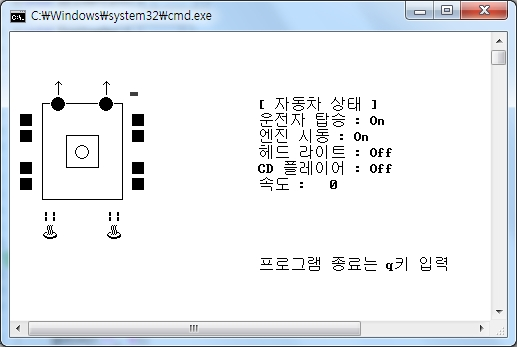 C:₩Windows₩system32₩cmd.exe
[ 자동차 상태 ]
운전자 탑승 : On
엔진 시동 : On
헤드 라이트 : Off
CD 플레이어 : Off
속도 :   0
프로그램 종료는 q키 입력